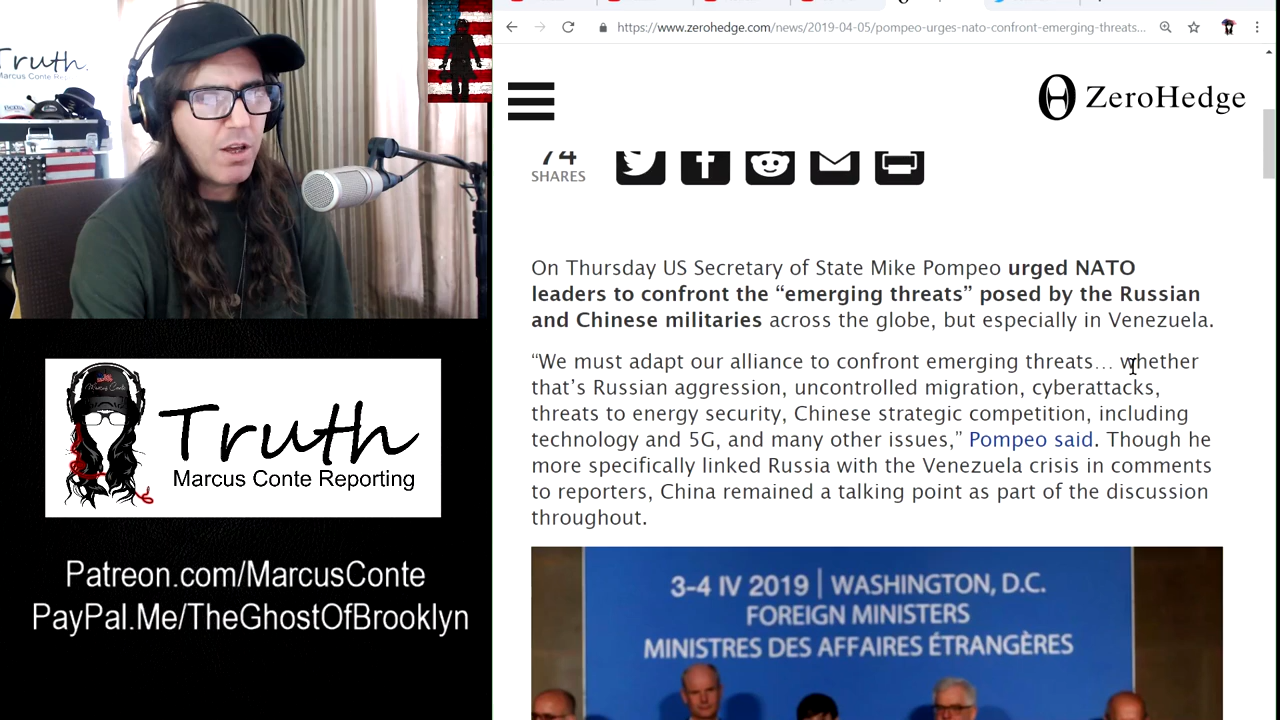 Truth.
Marcus Conte Rep
https://www.zerohedge.com/news/2019-04-05/pompeo-urges-nato-confront-emerging-threats...
ZeroHedge
74
SHARES
On Thursday US Secretary of State Mike Pompeo urged NATO
leaders to confront the “emerging threats” posed by the Russian
and Chinese militaries across the globe, but especially in Venezuela.
“We must adapt our alliance to confront emerging threats… whether
that’s Russian aggression, uncontrolled migration, cyberattacks,
threats to energy security, Chinese strategic competition, including
technology and 5G, and many other issues,” Pompeo said. Though he
more specifically linked Russia with the Venezuela crisis in comments
to reporters, China remained a talking point as part of the discussion
throughout.
3-4 IV 2019 | WASHINGTON, D.C.
FOREIGN MINISTERS
MINISTRES DES AFFAIRES ÉTRANGÈRES
Marcus Conte
Truth
Marcus Conte Reporting
Patreon.com/MarcusConte
PayPal.Me/TheGhostOfBrooklyn